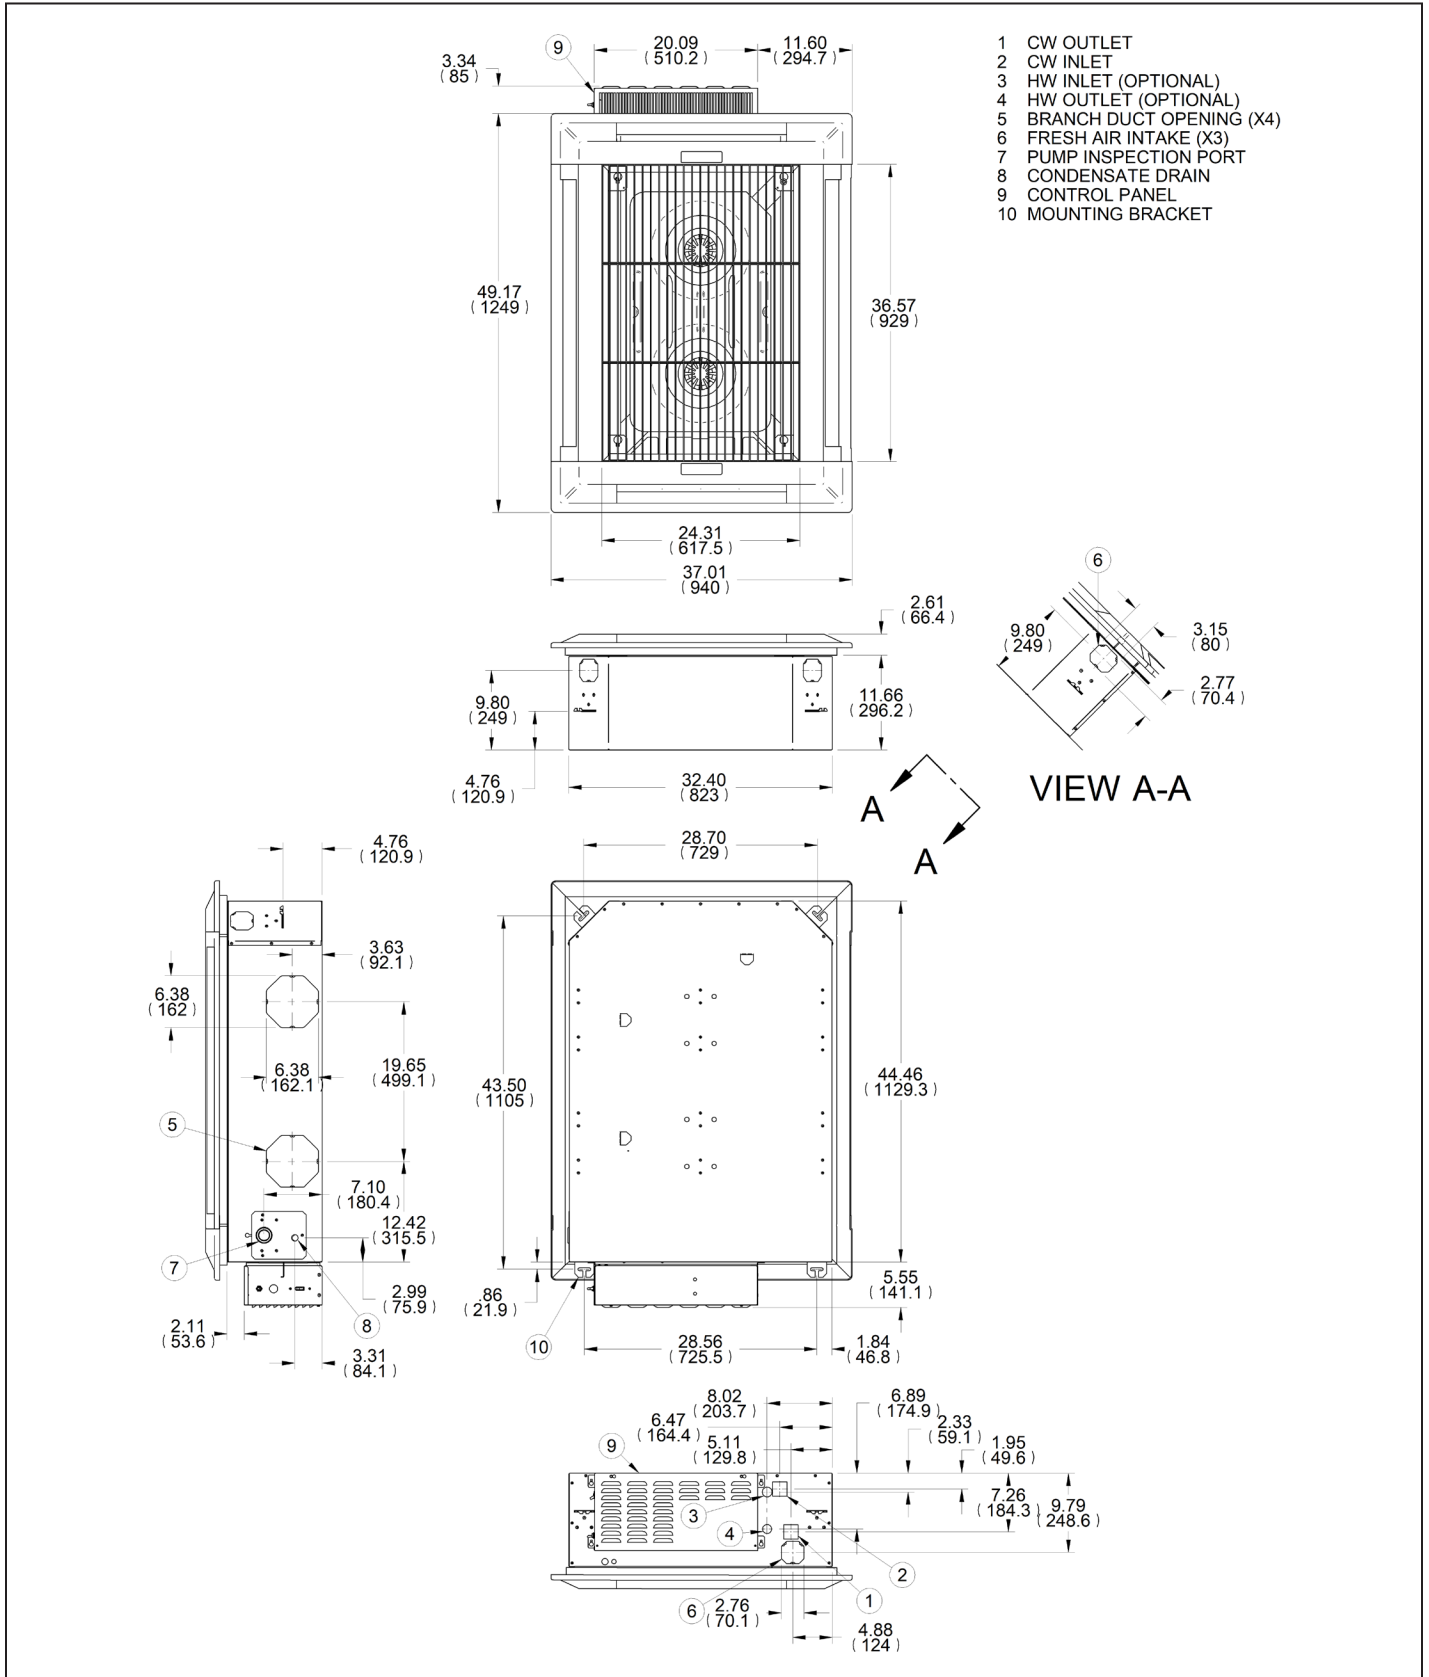 1 CW OUTLET
2 CW INLET
3 HW INLET (OPTIONAL)
4 HW OUTLET (OPTIONAL)
5 BRANCH DUCT OPENING (X4)
6 FRESH AIR INTAKE (X3)
7 PUMP INSPECTION PORT
8 CONDENSATE DRAIN
9 CONTROL PANEL
10 MOUNTING BRACKET
9
20.09
( 510.2 )
11.60
( 294.7 )
3.34
( 85 )
49.17
( 1249 )
36.57
( 929 )
24.31
( 617.5 )
37.01
( 940 )
2.61
( 66.4 )
9.80
( 249 )
11.66
( 296.2 )
4.76
( 120.9 )
32.40
( 823 )
6
9.80
( 249 )
3.15
( 80 )
2.77
( 70.4 )
VIEW A-A
A
A
4.76
( 120.9 )
3.63
( 92.1 )
6.38
( 162 )
6.38
( 162.1 )
19.65
( 499.1 )
5
7.10
( 180.4 )
12.42
( 315.5 )
7
2.99
( 75.9 )
8
2.11
( 53.6 )
3.31
( 84.1 )
28.70
( 729 )
43.50
( 1105 )
44.46
( 1129.3 )
.86
( 21.9 )
5.55
( 141.1 )
10
28.56
( 725.5 )
1.84
( 46.8 )
8.02
( 203.7 )
6.89
( 174.9 )
6.47
( 164.4 )
2.33
( 59.1 )
5.11
( 129.8 )
1.95
( 49.6 )
9
7.26
( 184.3 )
9.79
( 248.6 )
3
4
2
1
6
2.76
( 70.1 )
4.88
( 124 )